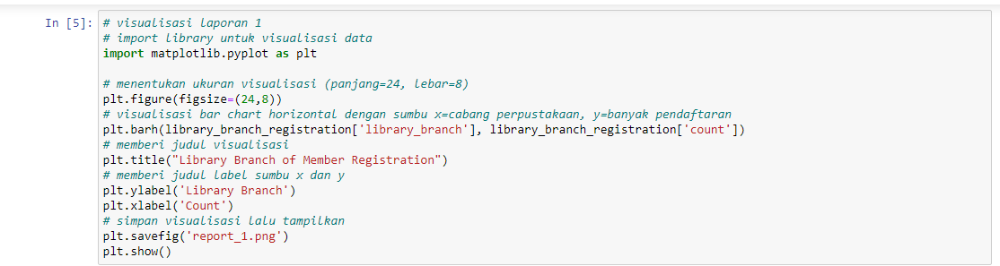 In [5]: # visualisasi laporan 1
# import library untuk visualisasi data
import matplotlib.pyplot as plt
# menentukan ukuran visualisasi (panjang=24, lebar=8)
plt.figure(figsize=(24,8))
# visualisasi bar chart horizontal dengan sumbu x=cabang perpustakaan, y=banyak pendaftaran
plt.barh(library_branch_registration['library_branch'], library_branch_registration['count'])
# memberi judul visualisasi
plt.title("Library Branch of Member Registration")
# memberi judul label sumbu x dan y
plt.ylabel('Library Branch')
plt.xlabel('Count')
# simpan visualisasi lalu tampilkan
plt.savefig('report_1.png')
plt.show()